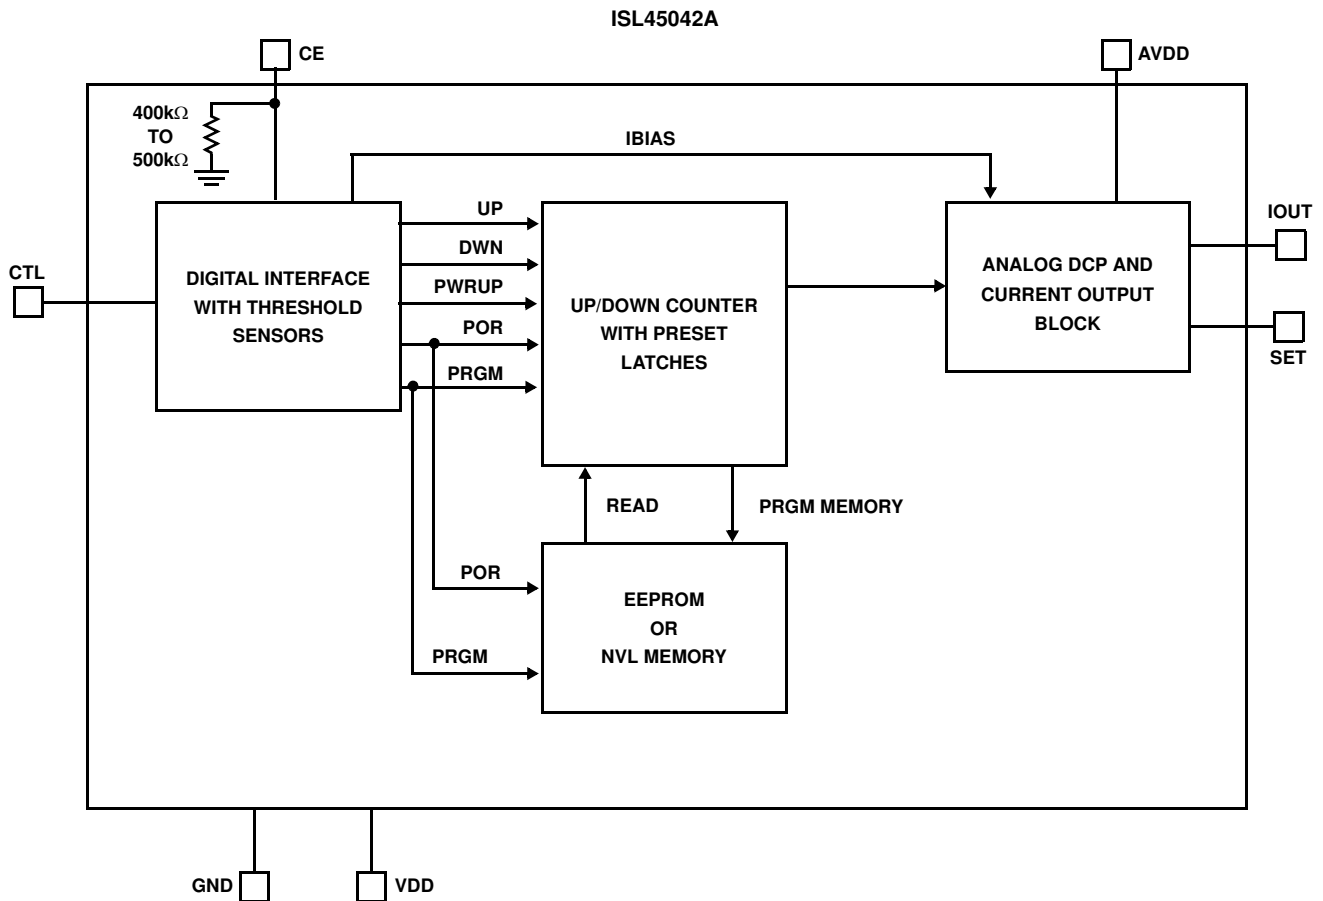 ISL45042A
CE
AVDD
400kΩ
TO
500kΩ
IBIAS
UP
DWN
PWRUP
POR
PRGM
IOUT
CTL
DIGITAL INTERFACE
WITH THRESHOLD
SENSORS
UP/DOWN COUNTER
WITH PRESET
LATCHES
ANALOG DCP AND
CURRENT OUTPUT
BLOCK
SET
READ
PRGM MEMORY
POR
PRGM
EEPROM
OR
NVL MEMORY
GND
VDD